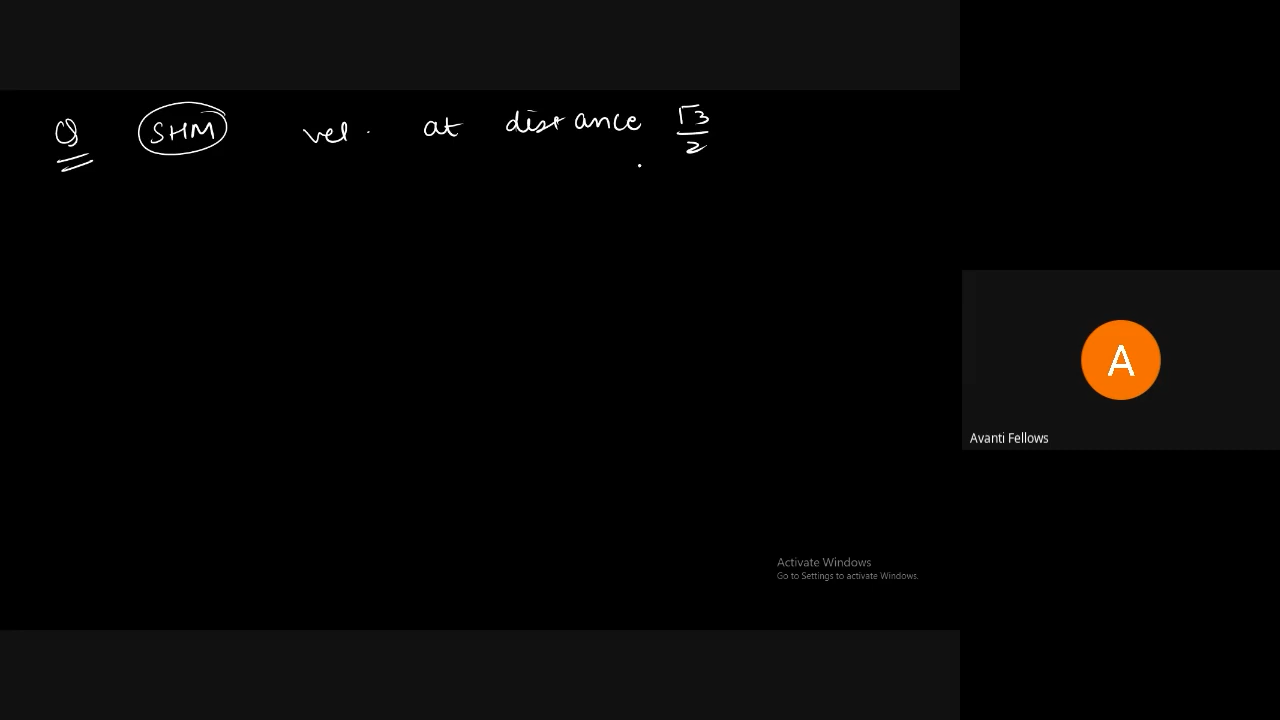 Q SHM vel. at distance √3/2
A
Avanti Fellows
Activate Windows
Go to Settings to activate Windows.